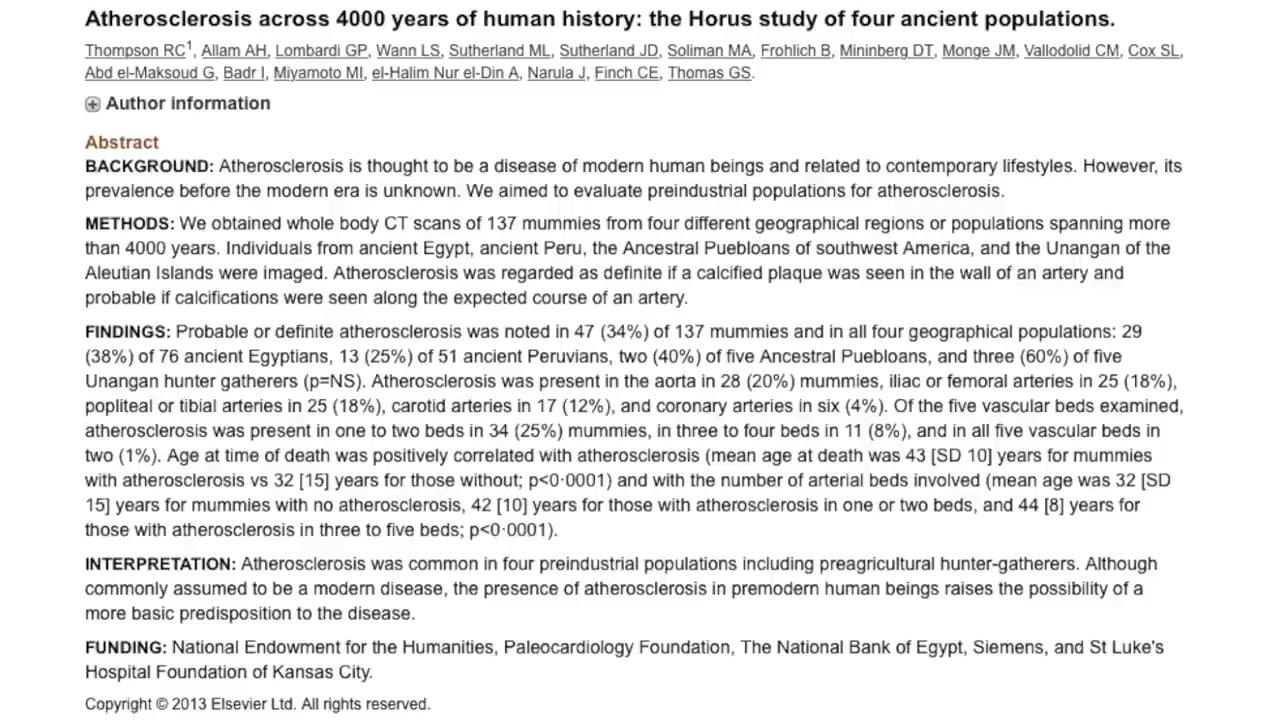 Atherosclerosis across 4000 years of human history: the Horus study of four ancient populations.
Thompson RC1, Allam AH, Lombardi GP, Wann LS, Sutherland ML, Sutherland JD, Soliman MA, Frohlich B, Mininberg DT, Monge JM, Vallodolid CM, Cox SL,
Abd el-Maksoud G, Badr I, Miyamoto MI, el-Halim Nur el-Din A, Narula J, Finch CE, Thomas GS.
Author information
Abstract
BACKGROUND: Atherosclerosis is thought to be a disease of modern human beings and related to contemporary lifestyles. However, its
prevalence before the modern era is unknown. We aimed to evaluate preindustrial populations for atherosclerosis.
METHODS: We obtained whole body CT scans of 137 mummies from four different geographical regions or populations spanning more
than 4000 years. Individuals from ancient Egypt, ancient Peru, the Ancestral Puebloans of southwest America, and the Unangan of the
Aleutian Islands were imaged. Atherosclerosis was regarded as definite if a calcified plaque was seen in the wall of an artery and
probable if calcifications were seen along the expected course of an artery.
FINDINGS: Probable or definite atherosclerosis was noted in 47 (34%) of 137 mummies and in all four geographical populations: 29
(38%) of 76 ancient Egyptians, 13 (25%) of 51 ancient Peruvians, two (40%) of five Ancestral Puebloans, and three (60%) of five
Unangan hunter gatherers (p=NS). Atherosclerosis was present in the aorta in 28 (20%) mummies, iliac or femoral arteries in 25 (18%),
popliteal or tibial arteries in 25 (18%), carotid arteries in 17 (12%), and coronary arteries in six (4%). Of the five vascular beds examined,
atherosclerosis was present in one to two beds in 34 (25%) mummies, in three to four beds in 11 (8%), and in all five vascular beds in
two (1%). Age at time of death was positively correlated with atherosclerosis (mean age at death was 43 [SD 10] years for mummies
with atherosclerosis vs 32 [15] years for those without; p<0·0001) and with the number of arterial beds involved (mean age was 32 [SD
15] years for mummies with no atherosclerosis, 42 [10] years for those with atherosclerosis in one or two beds, and 44 [8] years for
those with atherosclerosis in three to five beds; p<0·0001).
INTERPRETATION: Atherosclerosis was common in four preindustrial populations including preagricultural hunter-gatherers. Although
commonly assumed to be a modern disease, the presence of atherosclerosis in premodern human beings raises the possibility of a
more basic predisposition to the disease.
FUNDING: National Endowment for the Humanities, Paleocardiology Foundation, The National Bank of Egypt, Siemens, and St Luke's
Hospital Foundation of Kansas City.
Copyright © 2013 Elsevier Ltd. All rights reserved.